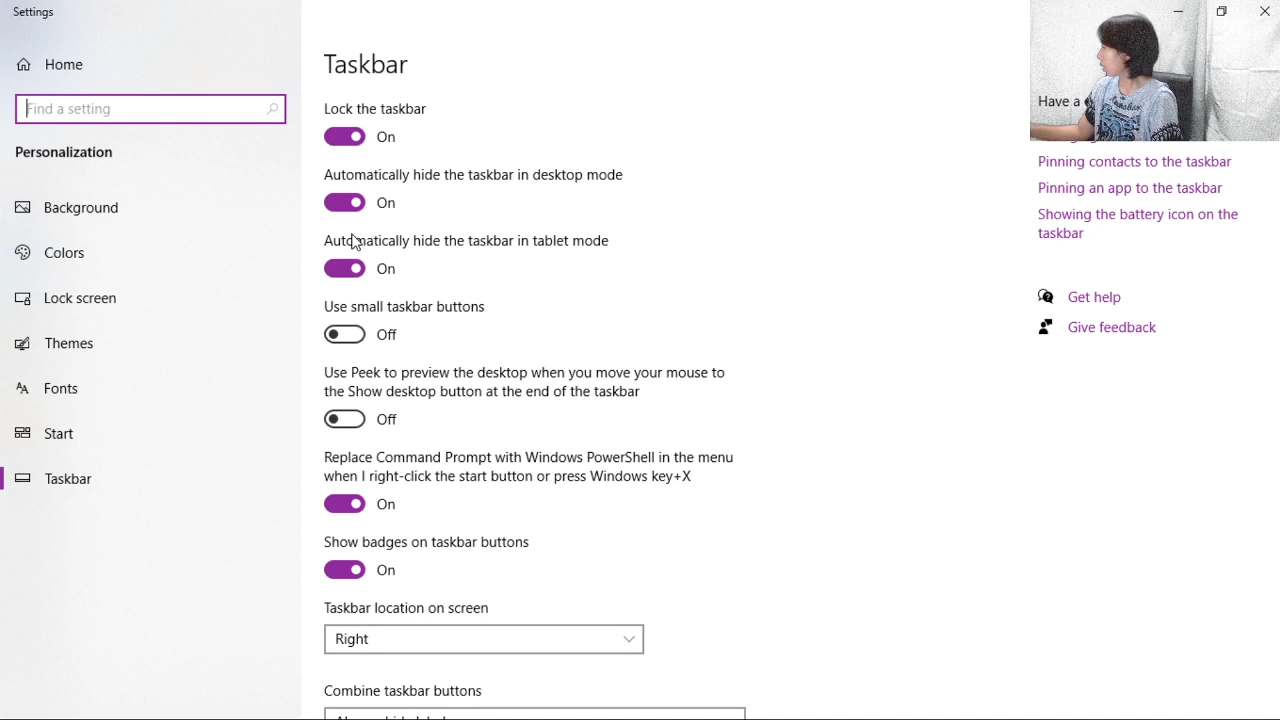 Settings
Home
Find a setting
Personalization
Background
Colors
Lock screen
Themes
Fonts
Start
Taskbar
Taskbar
Lock the taskbar
On
Automatically hide the taskbar in desktop mode
On
Automatically hide the taskbar in tablet mode
On
Use small taskbar buttons
Off
Use Peek to preview the desktop when you move your mouse to
the Show desktop button at the end of the taskbar
Off
Replace Command Prompt with Windows PowerShell in the menu
when I right-click the start button or press Windows key+X
On
Show badges on taskbar buttons
On
Taskbar location on screen
Right
Combine taskbar buttons
Have a
Pinning contacts to the taskbar
Pinning an app to the taskbar
Showing the battery icon on the
taskbar
Get help
Give feedback